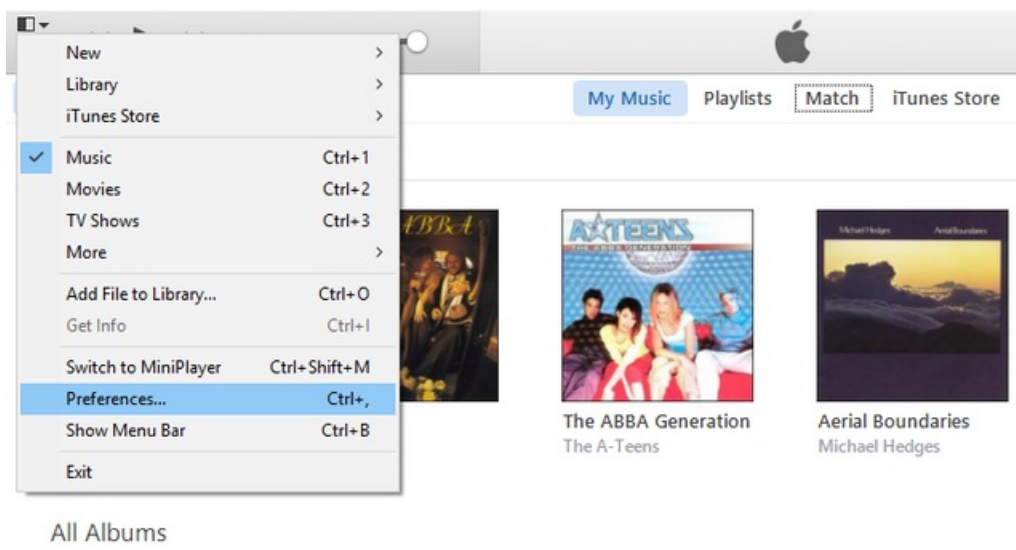 New
Library
iTunes Store
My Music Playlists Match iTunes Store
Music Ctrl+1
Movies Ctrl+2
TV Shows Ctrl+3
More
Add File to Library... Ctrl+O
Get Info Ctrl+I
Switch to MiniPlayer Ctrl+Shift+M
Preferences... Ctrl+,
Show Menu Bar Ctrl+B
Exit
ABBA
A★TEENS
THE ABBA GENERATION
The ABBA Generation
The A-Teens
Michael Hedges Aerial Boundaries
Aerial Boundaries
Michael Hedges
All Albums